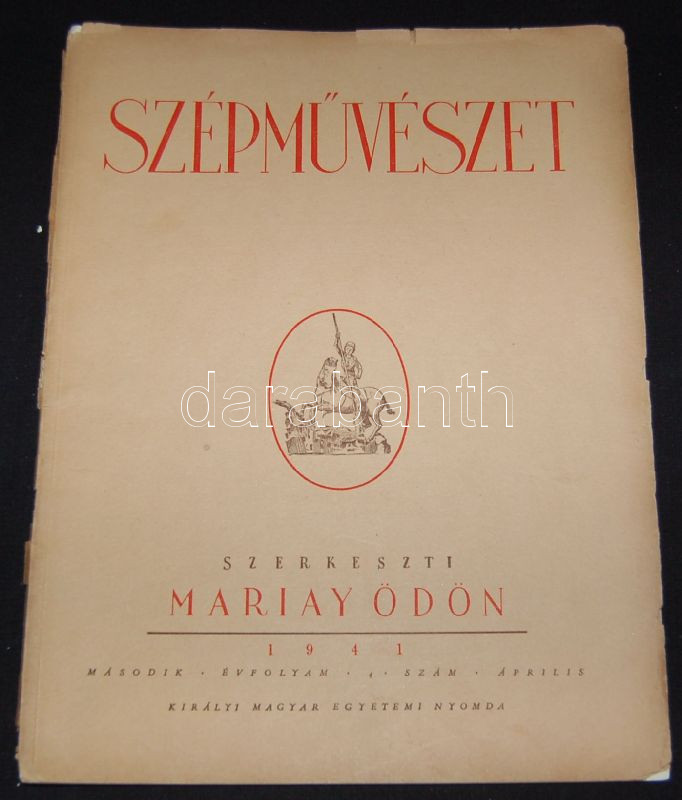 SZÉPMŰVÉSZET
darabanth
SZERKESZTI
MARIAY ÖDÖN
1941
MÁSODIK · ÉVFOLYAM · 4 · SZÁM · ÁPRILIS
KIRÁLYI MAGYAR EGYETEMI NYOMDA